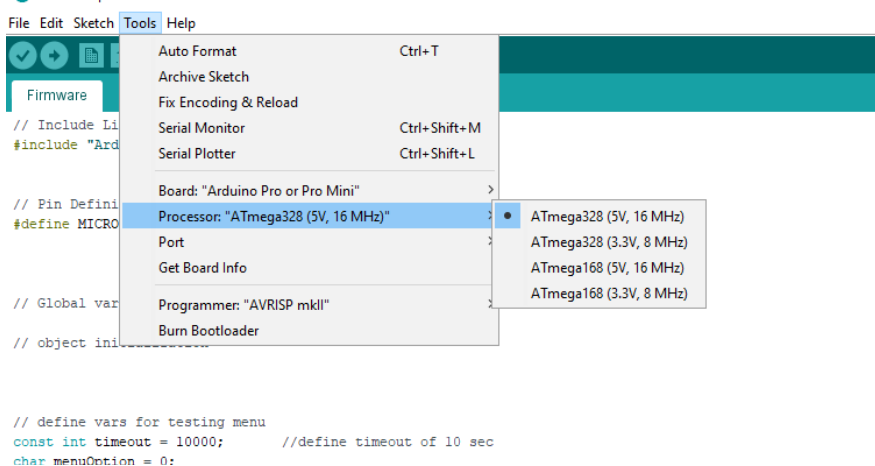 File Edit Sketch Tools Help
Auto Format Ctrl+T
Archive Sketch
Fix Encoding & Reload
Serial Monitor Ctrl+Shift+M
Serial Plotter Ctrl+Shift+L
Board: "Arduino Pro or Pro Mini"
Processor: "ATmega328 (5V, 16 MHz)"
Port
Get Board Info
Programmer: "AVRISP mkII"
Burn Bootloader
ATmega328 (5V, 16 MHz)
ATmega328 (3.3V, 8 MHz)
ATmega168 (5V, 16 MHz)
ATmega168 (3.3V, 8 MHz)
Firmware
// Include Li
#include "Ard
// Pin Defini
#define MICRO
// Global var
// object ini
// define vars for testing menu
const int timeout = 10000; //define timeout of 10 sec
char menuOption = 0;